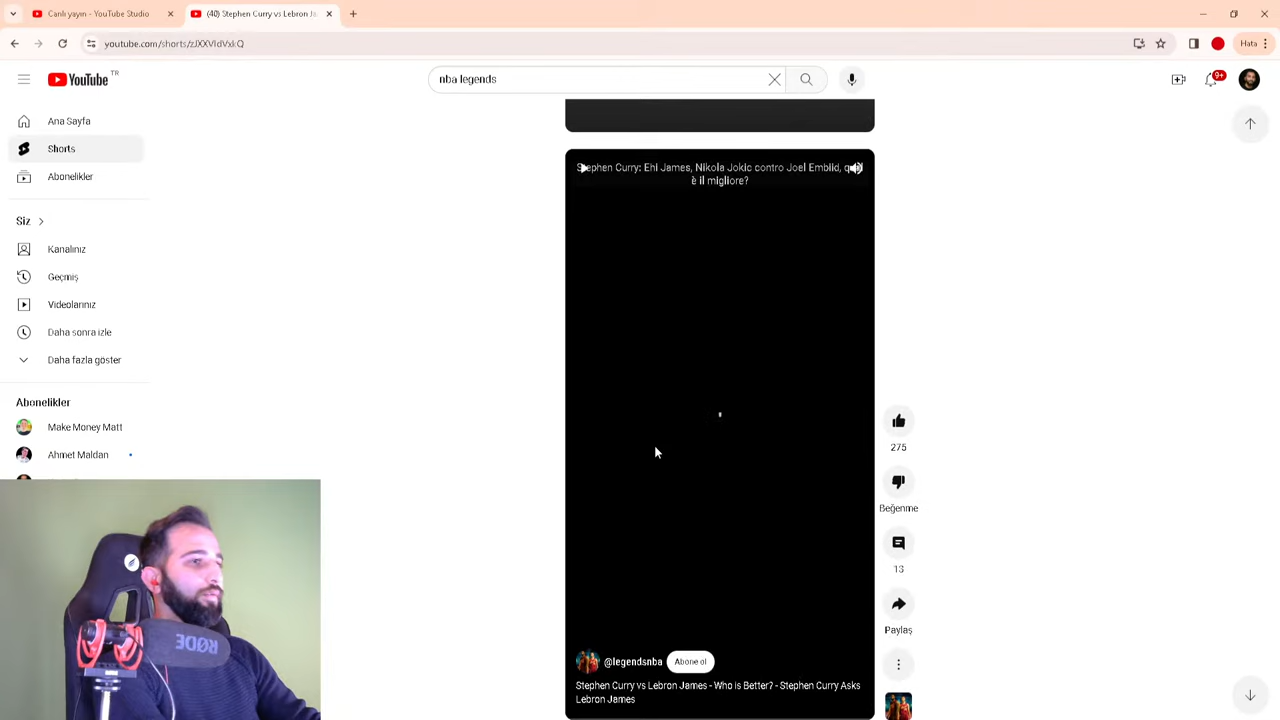 Canlı yayın - YouTube Studio
(40) Stephen Curry vs Lebron Ja
youtube.com/shorts/zJXXVIdVxkQ
Hata
YouTube TR
nba legends
9+
Ana Sayfa
Shorts
Abonelikler
Siz
Kanalınız
Geçmiş
Videolarınız
Daha sonra izle
Daha fazla göster
Abonelikler
Make Money Matt
Ahmet Maldan
Stephen Curry: Ehi James, Nikola Jokic contro Joel Embiid,
è il migliore?
275
Beğenme
13
Paylaş
@legendsnba Abone ol
Stephen Curry vs Lebron James - Who is Better? - Stephen Curry Asks
Lebron James
RØDE